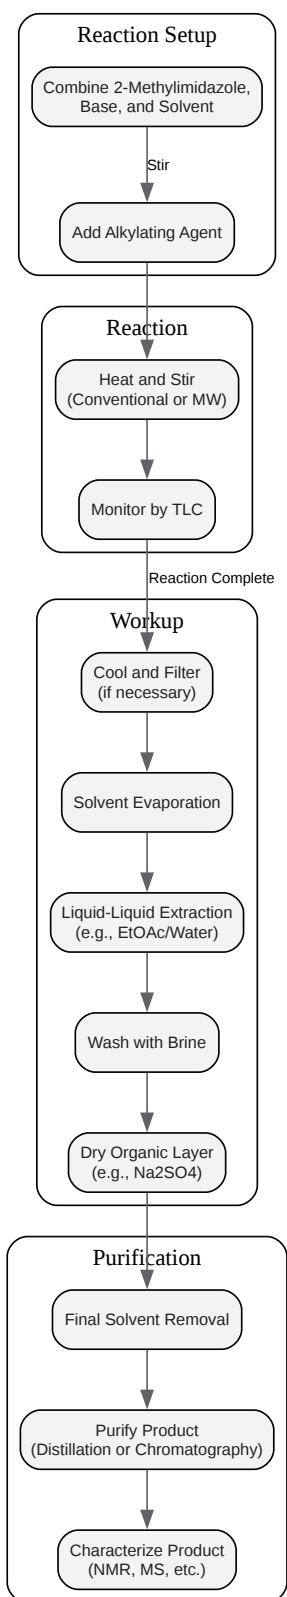 Reaction Setup
Combine 2-Methylimidazole,
Base, and Solvent
Stir
Add Alkylating Agent
Reaction
Heat and Stir
(Conventional or MW)
Monitor by TLC
Reaction Complete
Workup
Cool and Filter
(if necessary)
Solvent Evaporation
Liquid-Liquid Extraction
(e.g., EtOAc/Water)
Wash with Brine
Dry Organic Layer
(e.g., Na2SO4)
Purification
Final Solvent Removal
Purify Product
(Distillation or Chromatography)
Characterize Product
(NMR, MS, etc.)